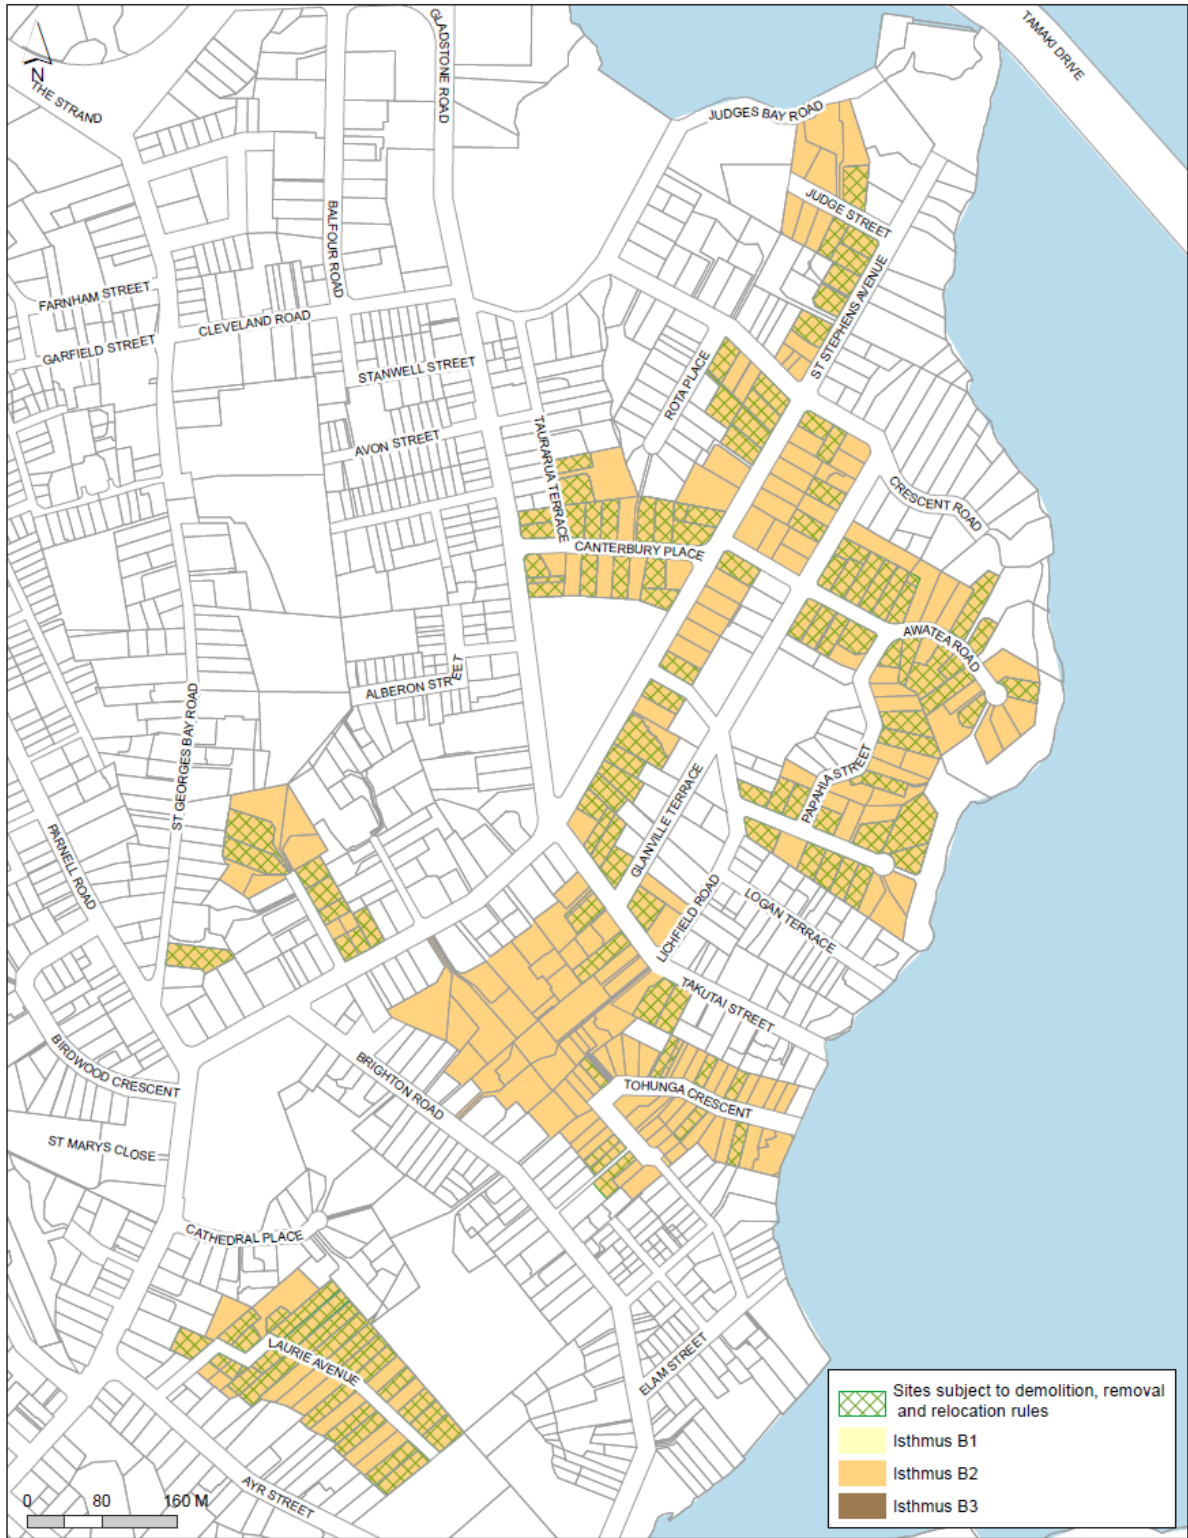 TAMAKI DRIVE
GLADSTONE ROAD
N
THE STRAND
JUDGES BAY ROAD
JUDGE STREET
BALFOUR ROAD
ST STEPHENS AVENUE
FARNHAM STREET
CLEVELAND ROAD
GARFIELD STREET
STANWELL STREET
ROTA PLACE
AVON STREET
TAURARUA TERRACE
CRESCENT ROAD
CANTERBURY PLACE
AWATEA ROAD
ALBERON STREET
ST GEORGES BAY ROAD
PAPAHIA STREET
GLANVILLE TERRACE
PARNELL ROAD
LICHFIELD ROAD
LOGAN TERRACE
TAKUTAI STREET
BIRDWOOD CRESCENT
BRIGHTON ROAD
TOHUNGA CRESCENT
ST MARYS CLOSE
CATHEDRAL PLACE
LAURIE AVENUE
ELAM STREET
AYR STREET
Sites subject to demolition, removal
and relocation rules
Isthmus B1
Isthmus B2
Isthmus B3
0 80 160 M